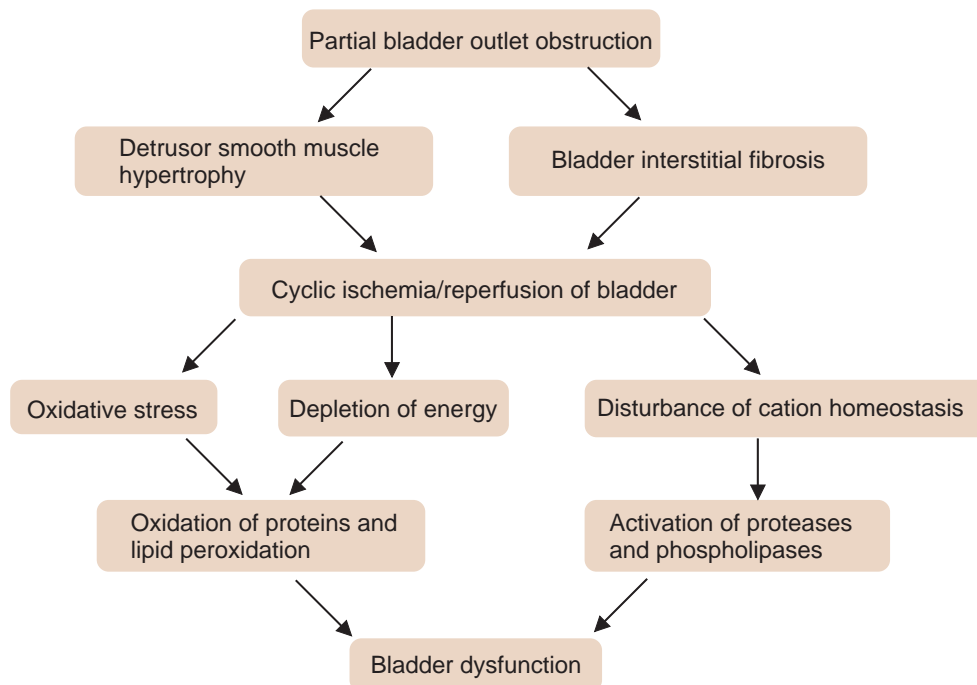 Partial bladder outlet obstruction
Detrusor smooth muscle
hypertrophy
Bladder interstitial fibrosis
Cyclic ischemia/reperfusion of bladder
Oxidative stress
Depletion of energy
Disturbance of cation homeostasis
Oxidation of proteins and
lipid peroxidation
Activation of proteases
and phospholipases
Bladder dysfunction